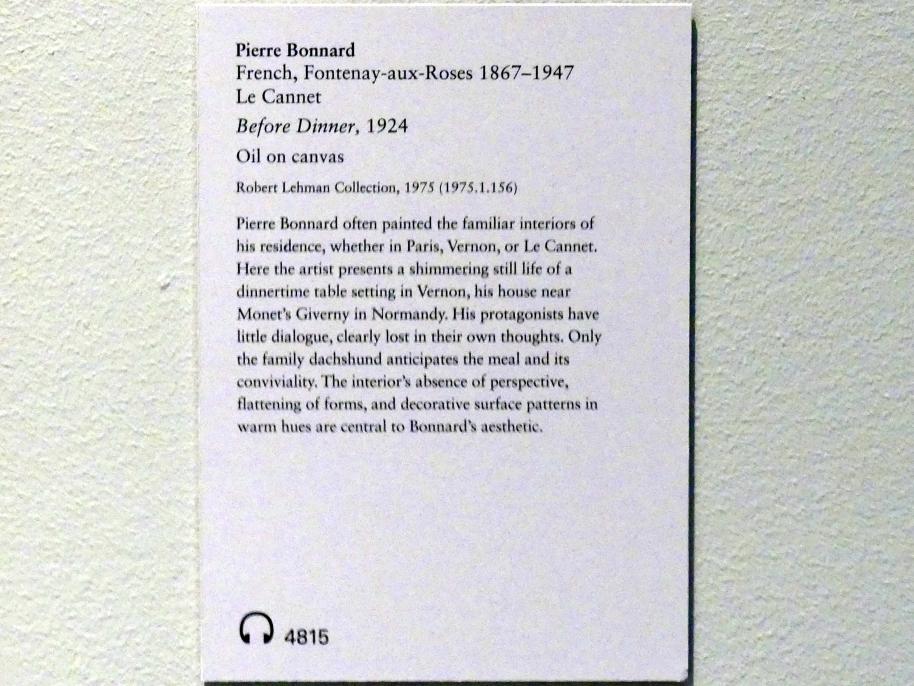 Pierre Bonnard
French, Fontenay-aux-Roses 1867–1947
Le Cannet
Before Dinner, 1924
Oil on canvas
Robert Lehman Collection, 1975 (1975.1.156)
Pierre Bonnard often painted the familiar interiors of
his residence, whether in Paris, Vernon, or Le Cannet.
Here the artist presents a shimmering still life of a
dinnertime table setting in Vernon, his house near
Monet's Giverny in Normandy. His protagonists have
little dialogue, clearly lost in their own thoughts. Only
the family dachshund anticipates the meal and its
conviviality. The interior's absence of perspective,
flattening of forms, and decorative surface patterns in
warm hues are central to Bonnard's aesthetic.
4815